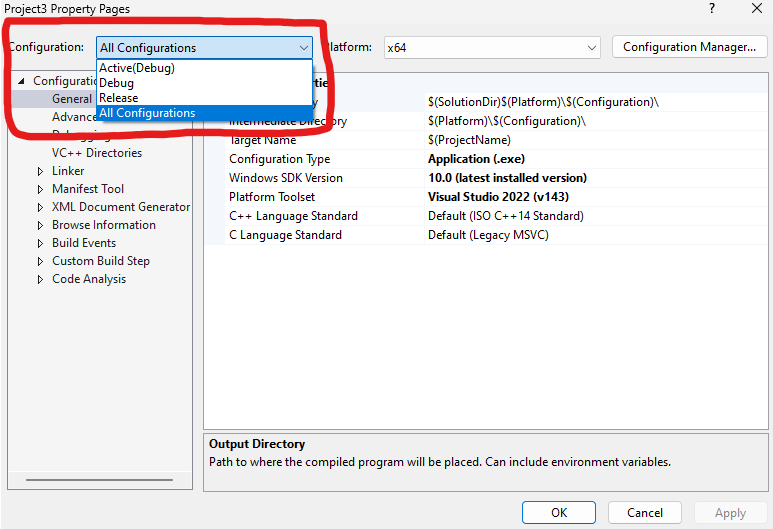 Project3 Property Pages
?
Configuration: All Configurations Platform: x64 Configuration Manager...
Active(Debug)
Debug
Release
All Configurations
Configuratio
General
Advance
Debugging
VC++ Directories
Linker
Manifest Tool
XML Document Generator
Browse Information
Build Events
Custom Build Step
Code Analysis
$(SolutionDir)$(Platform)\$(Configuration)\
Intermediate Directory $(Platform)\$(Configuration)\
Target Name $(ProjectName)
Configuration Type Application (.exe)
Windows SDK Version 10.0 (latest installed version)
Platform Toolset Visual Studio 2022 (v143)
C++ Language Standard Default (ISO C++14 Standard)
C Language Standard Default (Legacy MSVC)
Output Directory
Path to where the compiled program will be placed. Can include environment variables.
OK Cancel Apply